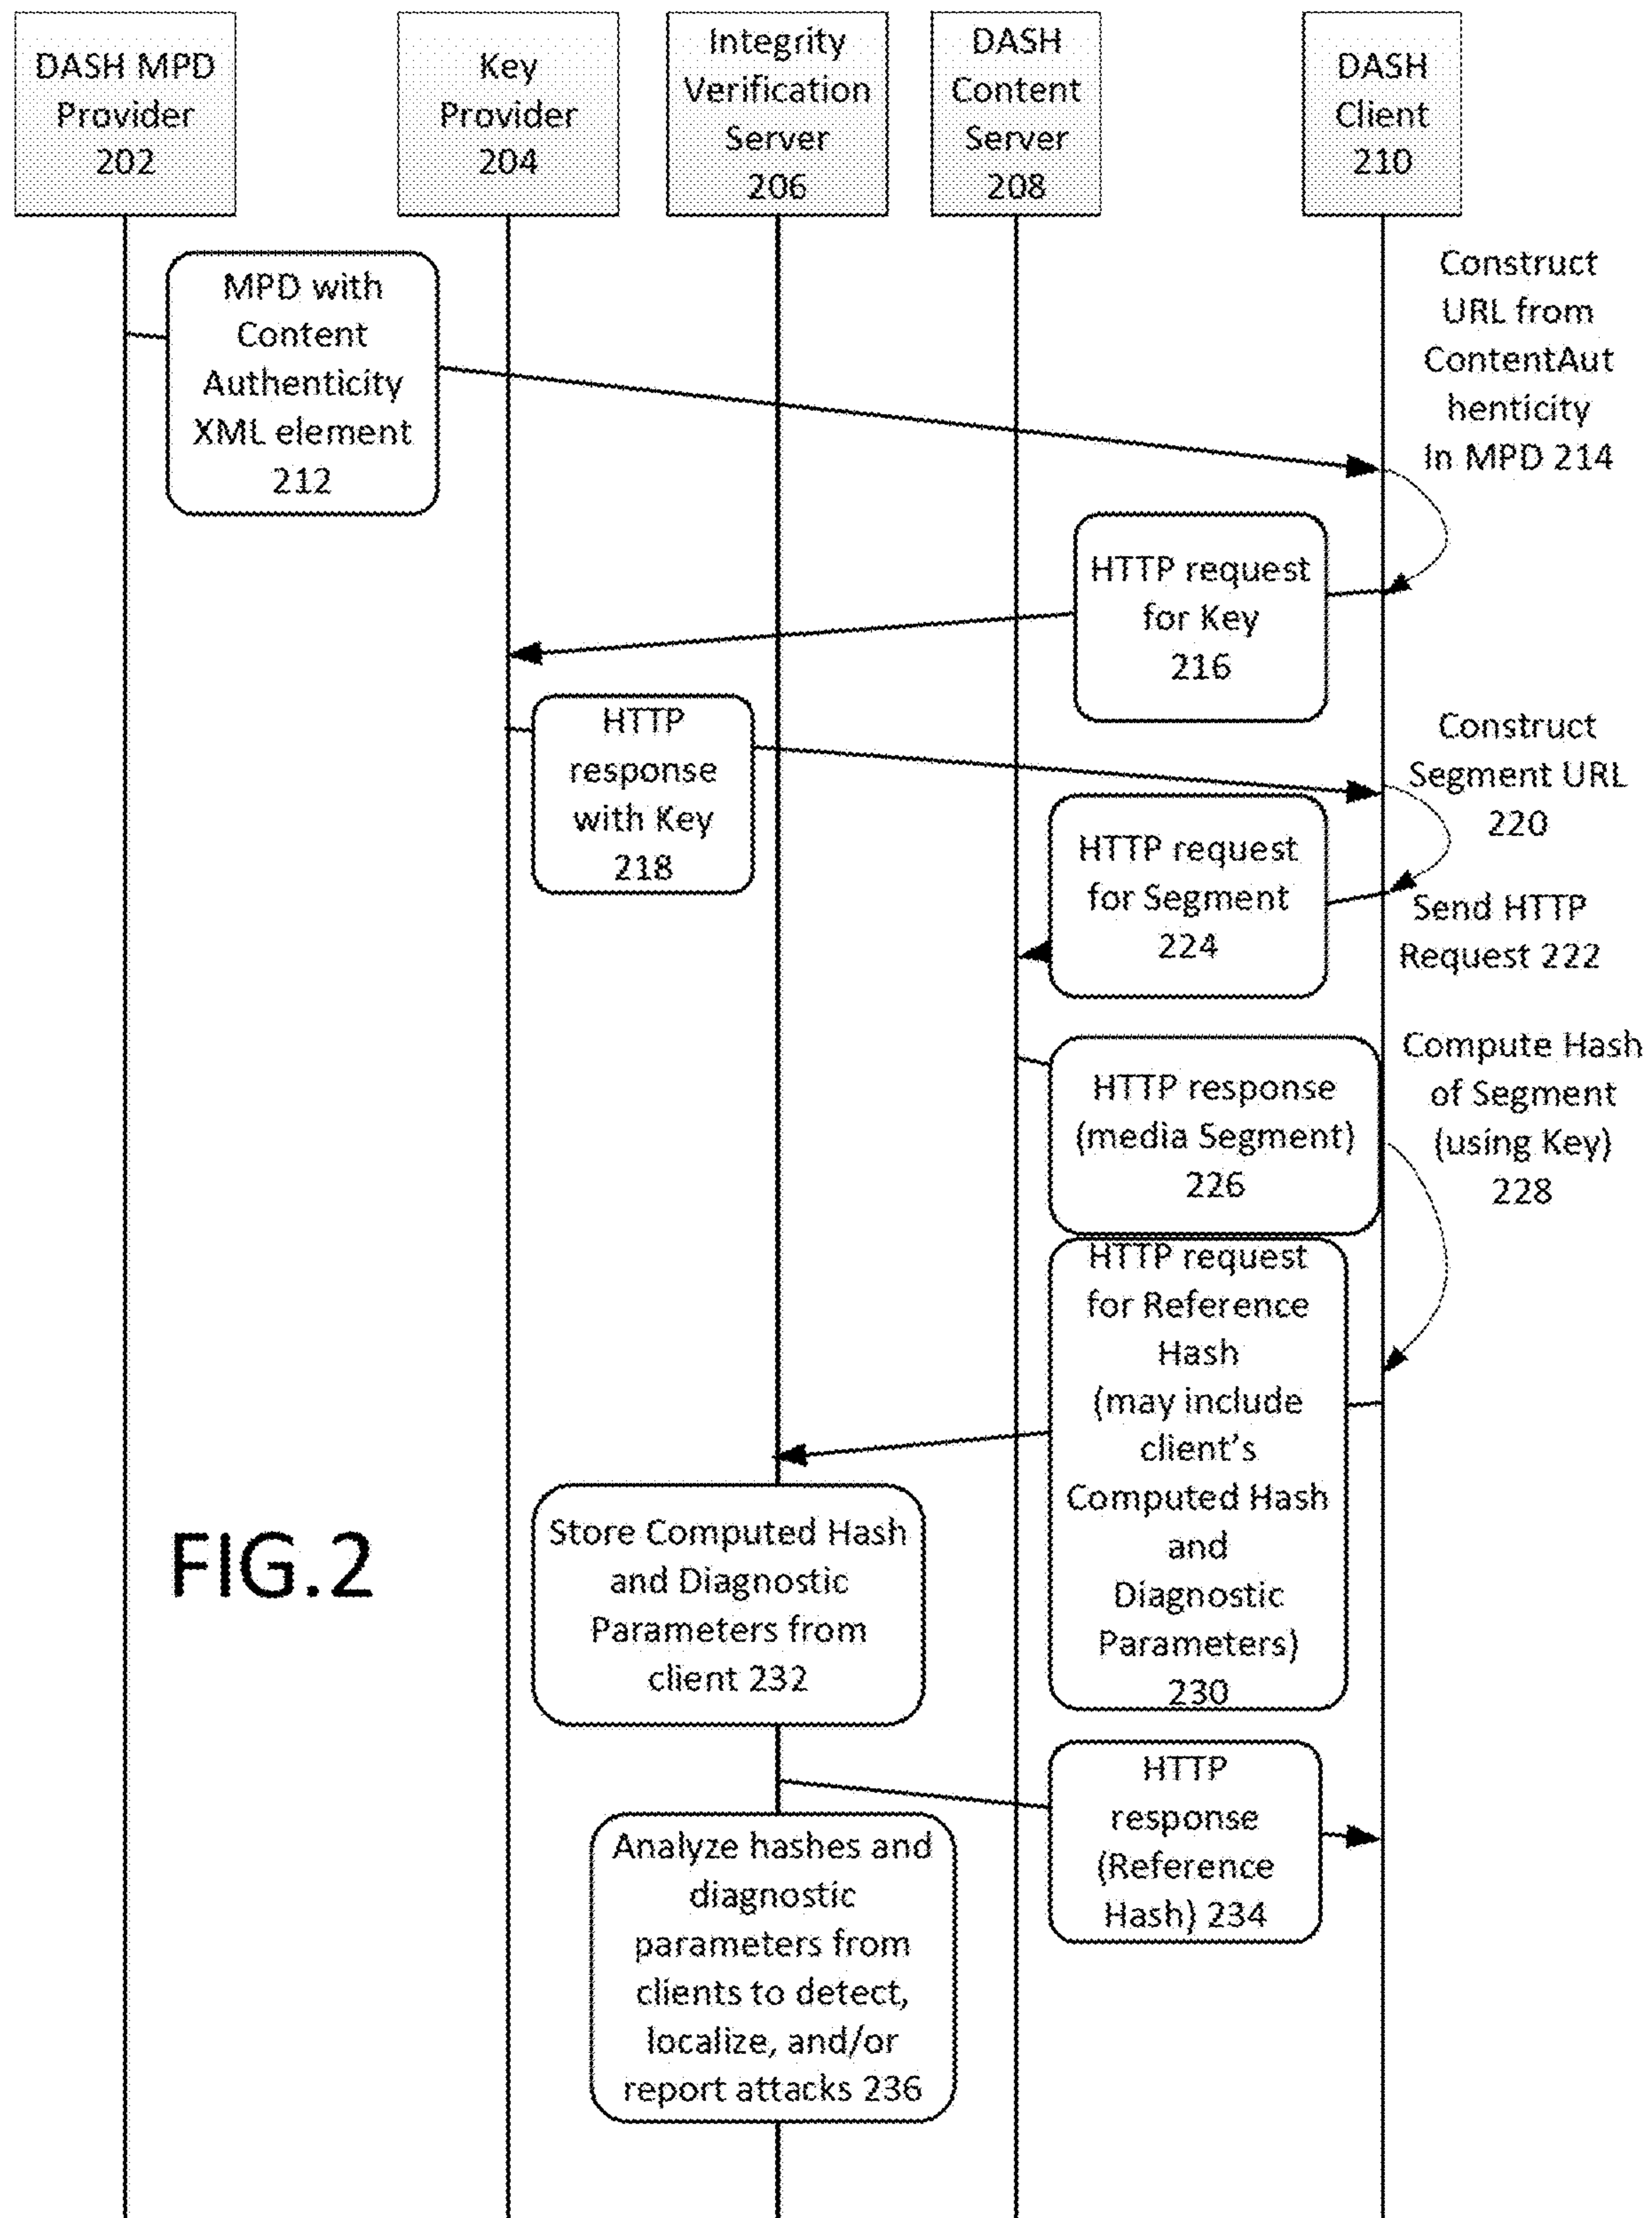 DASH MPD
Provider
202
Key
Provider
204
Integrity
Verification
Server
206
DASH
Content
Server
208
DASH
Client
210
MPD with
Content
Authenticity
XML element
212
Construct
URL from
ContentAut
henticity
in MPD 214
HTTP request
for Key
216
HTTP
response
with Key
218
Construct
Segment URL
220
HTTP request
for Segment
224
Send HTTP
Request 222
HTTP response
(media Segment)
226
Compute Hash
of Segment
(using Key)
228
HTTP request
for Reference
Hash
(may include
client's
Computed Hash
and
Diagnostic
Parameters)
230
Store Computed Hash
and Diagnostic
Parameters from
client 232
FIG.2
HTTP
response
(Reference
Hash) 234
Analyze hashes and
diagnostic
parameters from
clients to detect,
localize, and/or
report attacks 236